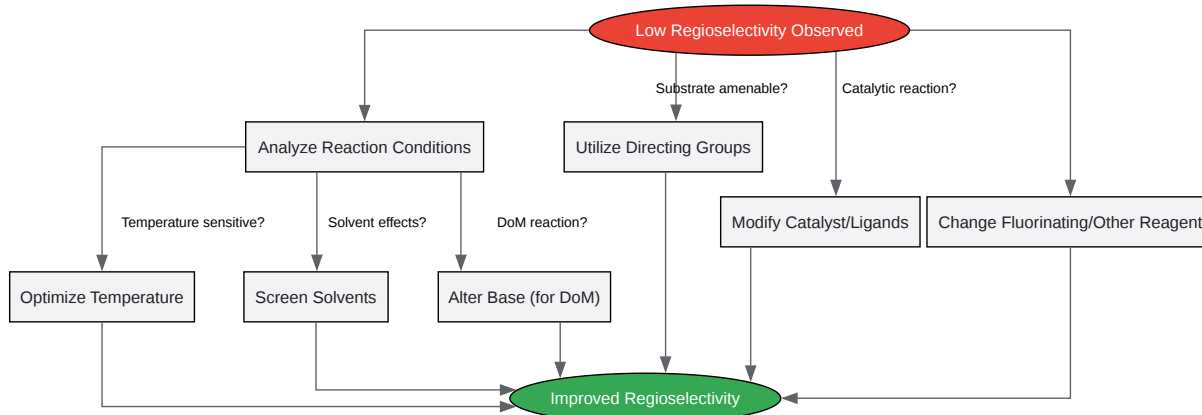 Low Regioselectivity Observed
Substrate amenable?
Catalytic reaction?
Analyze Reaction Conditions
Utilize Directing Groups
Temperature sensitive?
Solvent effects?
DoM reaction?
Modify Catalyst/Ligands
Change Fluorinating/Other Reagent
Optimize Temperature
Screen Solvents
Alter Base (for DoM)
Improved Regioselectivity